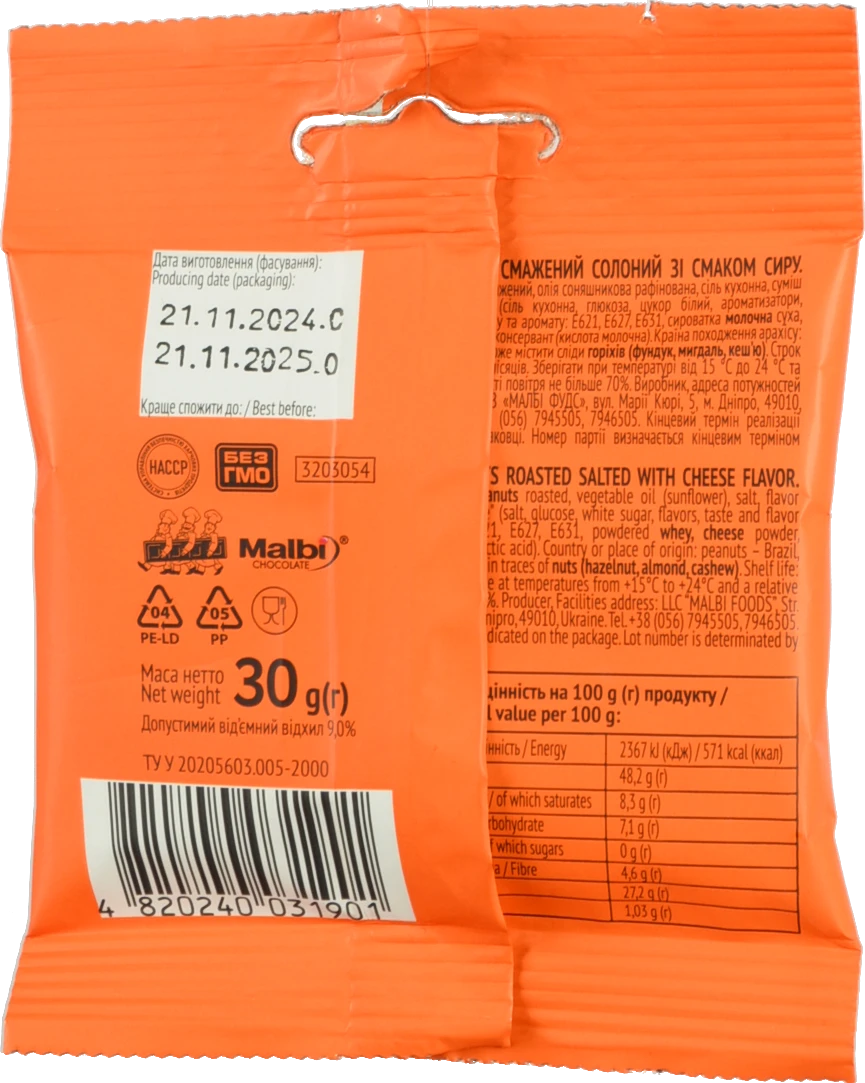 Дата виготовлення (фасування):
Producing date (packaging):
21.11.2024.0
21.11.2025.0
Краще спожити до: / Best before:
HACCP
БЕЗ
ГМО
3203054
Malbi®
CHOCOLATE
04
PE-LD
05
PP
Маса нетто
Net weight 30 g(г)
Допустимий від'ємний відхил 9,0%
ТУ У 20205603.005-2000
4 820240 031901
СМАЖЕНИЙ СОЛОНИЙ ЗІ СМАКОМ СИРУ.
олія соняшникова рафінована, сіль кухонна, суміш
(сіль кухонна, глюкоза, цукор білий, ароматизатори,
та аромату: Е621, Е627, Е631, сироватка молочна суха,
консервант (кислота молочна). Країна походження арахісу:
містити сліди горіхів (фундук, мигдаль, кеш'ю). Строк
Зберігати при температурі від 15 °С до 24 °С та
повітря не більше 70%. Виробник, адреса потужностей
«МАЛБІ ФУДС», вул. Марії Кюрі, 5, м. Дніпро, 49010,
(056) 7945505, 7946505. Кінцевий термін реалізації
Номер партії визначається кінцевим терміном
ROASTED SALTED WITH CHEESE FLAVOR.
roasted, vegetable oil (sunflower), salt, flavor
(salt, glucose, white sugar, flavors, taste and flavor
E627, E631, powdered whey, cheese powder,
acid). Country or place of origin: peanuts – Brazil,
in traces of nuts (hazelnut, almond, cashew). Shelf life:
at temperatures from +15°C to +24°C and a relative
Producer, Facilities address: LLC "MALBI FOODS". Str.
49010, Ukraine. Tel. +38 (056) 7945505, 7946505.
on the package. Lot number is determined by
на 100 g (г) продукту /
value per 100 g:
/ Energy 2367 kJ (кДж) / 571 kcal (ккал)
48,2 g (г)
/ of which saturates 8,3 g (г)
7,1 g (г)
which sugars 0 g (г)
/ Fibre 4,6 g (г)
27,2 g (г)
1,03 g (г)